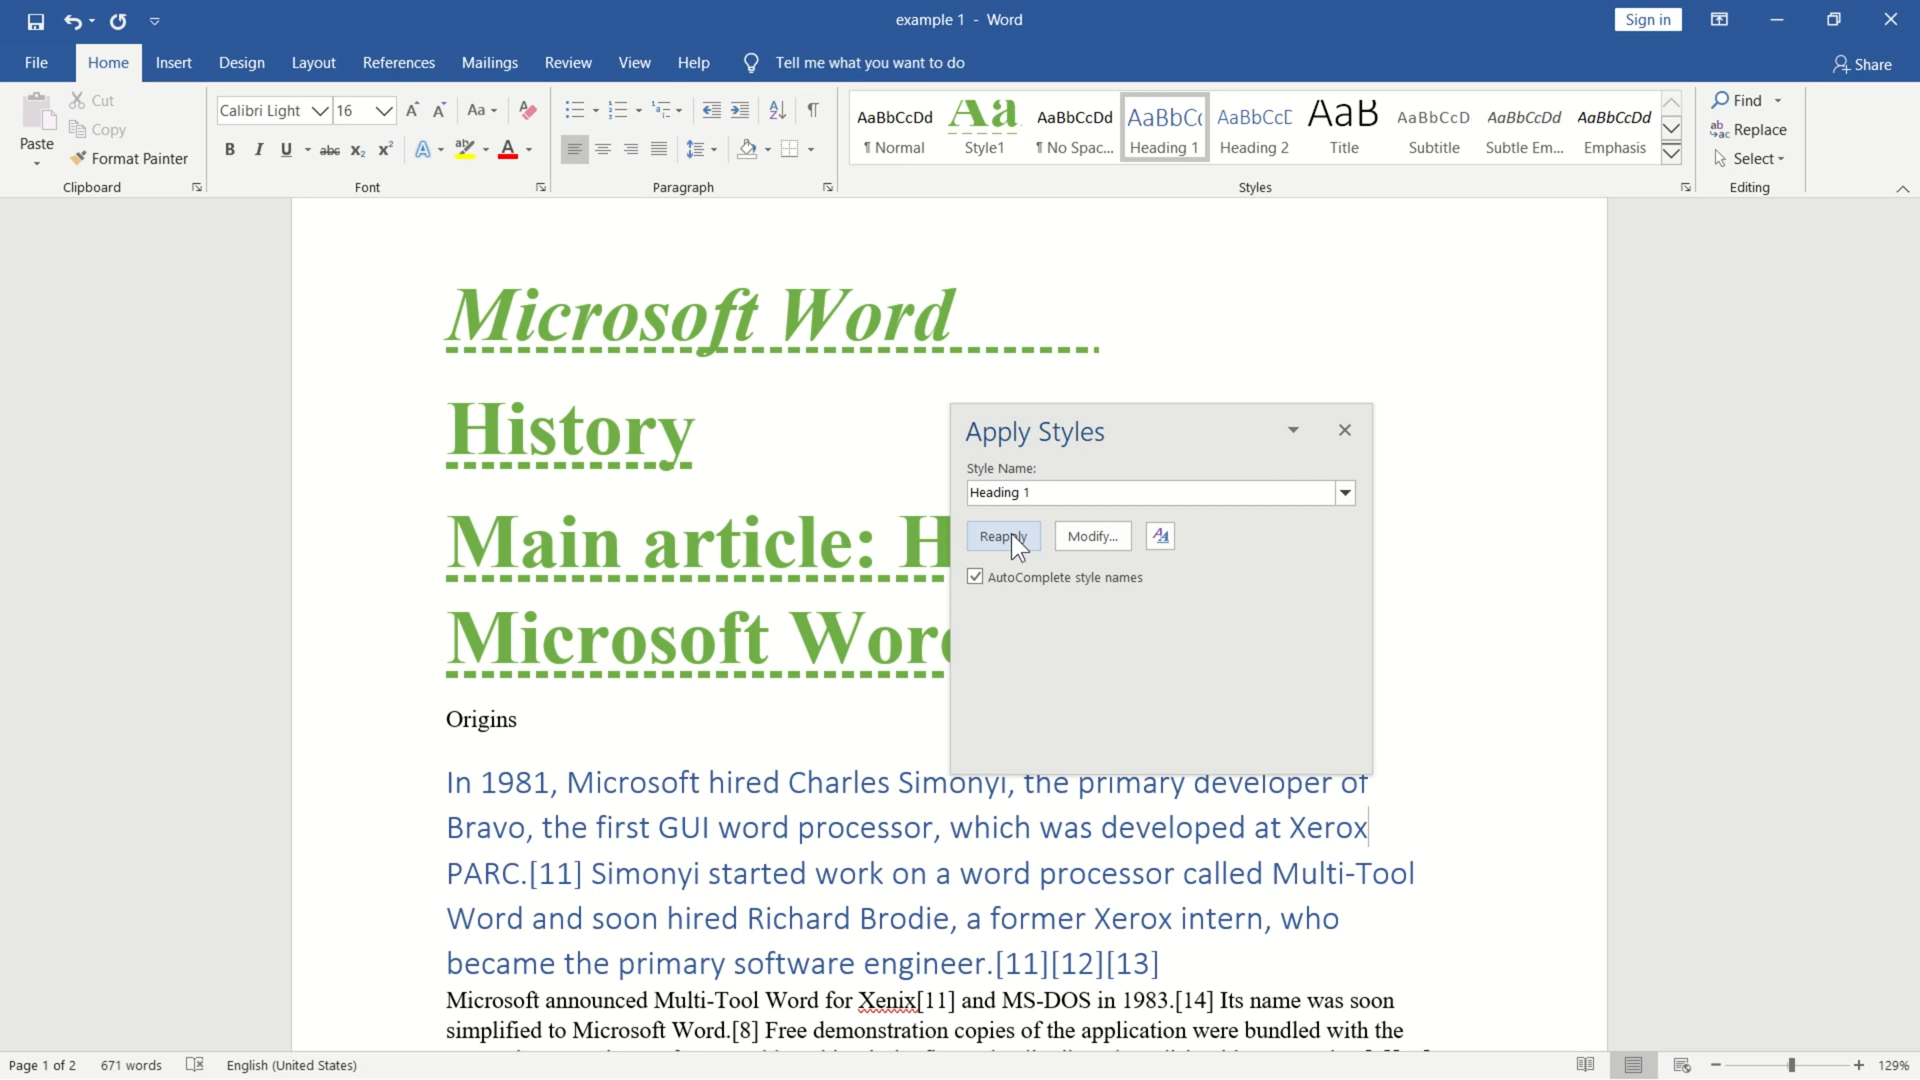 example 1 - Word
Sign in
File Home Insert Design Layout References Mailings Review View Help Tell me what you want to do
Share
Paste
Cut
Copy
Format Painter
Clipboard
Calibri Light 16
Font
Paragraph
AaBbCcDd
¶ Normal
Aa
Style1
AaBbCcDd
¶ No Spac...
AaBbCc
Heading 1
AaBbCcE
Heading 2
AaB
Title
AaBbCcD
Subtitle
AaBbCcDd
Subtle Em...
AaBbCcDd
Emphasis
Styles
Find
Replace
Select
Editing
Microsoft Word
History
Main article: H
Microsoft Word
Apply Styles
Style Name:
Heading 1
Reapply Modify...
AutoComplete style names
Origins
In 1981, Microsoft hired Charles Simonyi, the primary developer of
Bravo, the first GUI word processor, which was developed at Xerox
PARC.[11] Simonyi started work on a word processor called Multi-Tool
Word and soon hired Richard Brodie, a former Xerox intern, who
became the primary software engineer.[11][12][13]
Microsoft announced Multi-Tool Word for Xenix[11] and MS-DOS in 1983.[14] Its name was soon
simplified to Microsoft Word.[8] Free demonstration copies of the application were bundled with the
Page 1 of 2 671 words English (United States)
129%